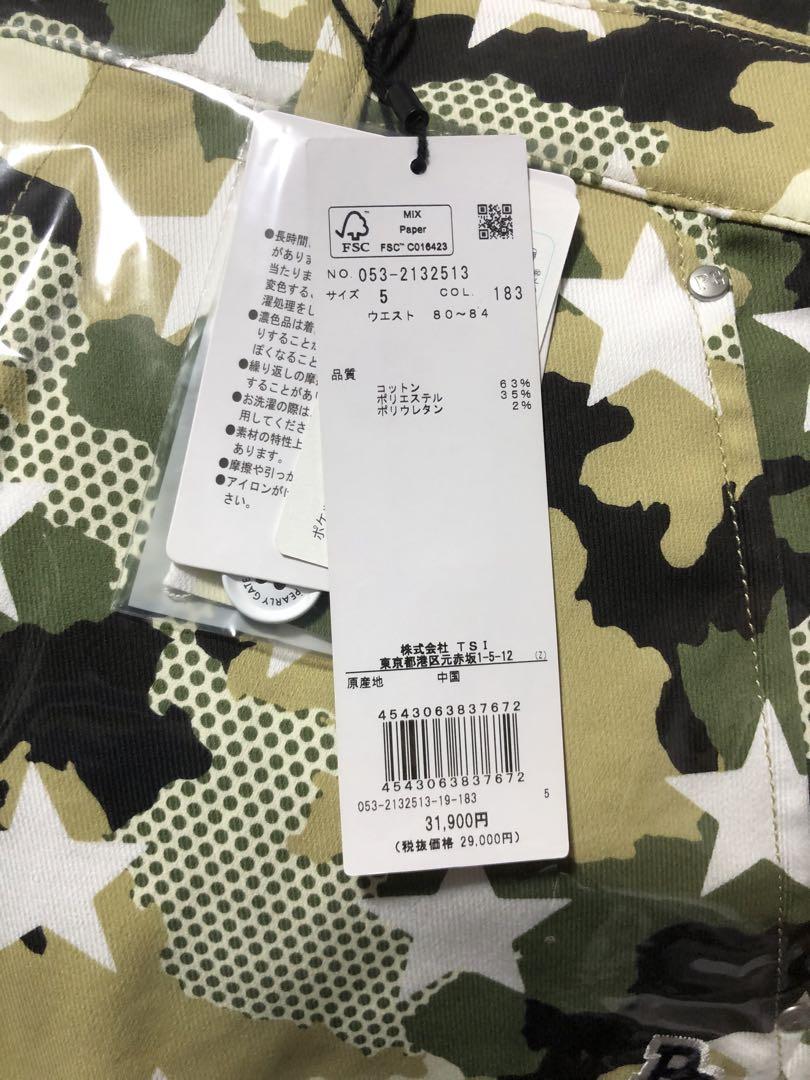 MIX
Paper
FSC™ C016423
FSC™
NO. 053-2132513
サイズ 5 COL. 183
ウエスト 80~84
品質
コットン 63%
ポリエステル 35%
ポリウレタン 2%
株式会社 TSI
東京都港区元赤坂1-5-12 (Z)
原産地 中国
4543063837672
4543063837672
053-2132513-19-183 5
31,900円
(税抜価格 29,000円)
●長時間、
があります
当たりま
変色する
濯処理をし
●濃色品は着
りすることが
ぽくなること
●繰り返しの摩
することがあ
●お洗濯の際は
用してくださ
●素材の特性上
あります。
●摩擦や引っか
●アイロンが
さい。
ポケッ
PEARLY GAT